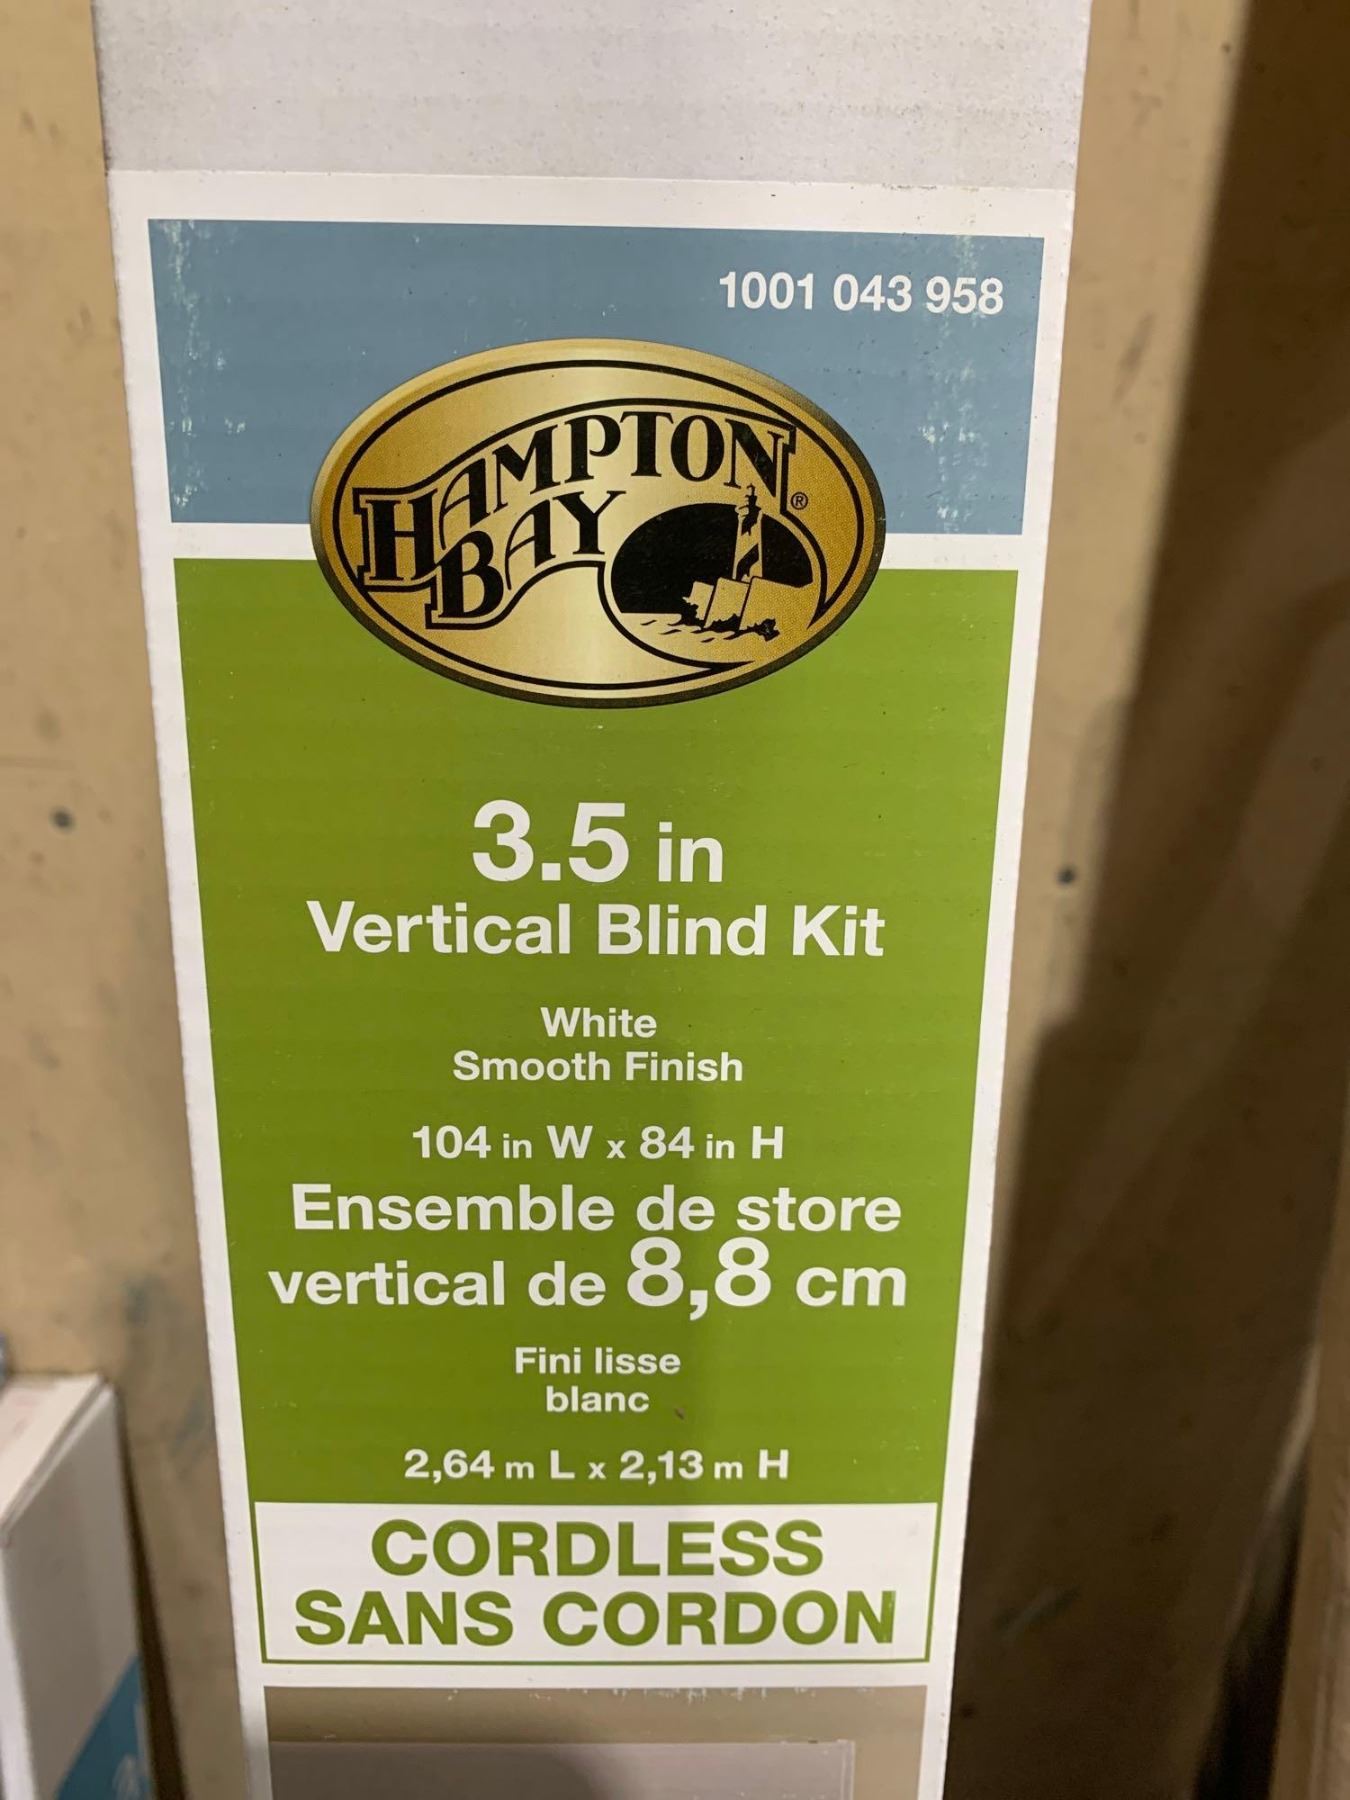 1001 043 958
HAMPTON
BAY
®
3.5 in
Vertical Blind Kit
White
Smooth Finish
104 in W x 84 in H
Ensemble de store
vertical de 8,8 cm
Fini lisse
blanc
2,64 m L x 2,13 m H
CORDLESS
SANS CORDON